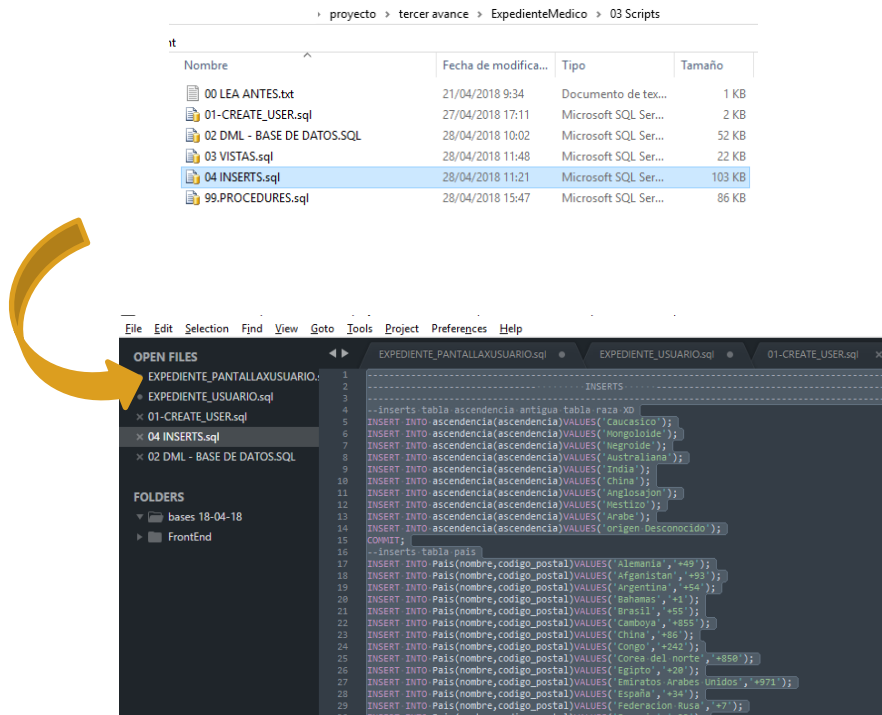 › proyecto › tercer avance › ExpedienteMedico › 03 Scripts
nt
Nombre Fecha de modifica... Tipo Tamaño
00 LEA ANTES.txt 21/04/2018 9:34 Documento de tex... 1 KB
01-CREATE_USER.sql 27/04/2018 17:11 Microsoft SQL Ser... 2 KB
02 DML - BASE DE DATOS.SQL 28/04/2018 10:02 Microsoft SQL Ser... 52 KB
03 VISTAS.sql 28/04/2018 11:48 Microsoft SQL Ser... 22 KB
04 INSERTS.sql 28/04/2018 11:21 Microsoft SQL Ser... 103 KB
99.PROCEDURES.sql 28/04/2018 15:47 Microsoft SQL Ser... 86 KB
File Edit Selection Find View Goto Tools Project Preferences Help
OPEN FILES
EXPEDIENTE_PANTALLAXUSUARIO.s
EXPEDIENTE_USUARIO.sql
01-CREATE_USER.sql
04 INSERTS.sql
02 DML - BASE DE DATOS.SQL
FOLDERS
bases 18-04-18
FrontEnd
EXPEDIENTE_PANTALLAXUSUARIO.sql EXPEDIENTE_USUARIO.sql 01-CREATE_USER.sql
1
2 INSERTS
3
4 --inserts tabla ascendencia antigua tabla raza XD
5 INSERT INTO ascendencia(ascendencia)VALUES('Caucasico');
6 INSERT INTO ascendencia(ascendencia)VALUES('Mongoloide');
7 INSERT INTO ascendencia(ascendencia)VALUES('Negroide');
8 INSERT INTO ascendencia(ascendencia)VALUES('Australiana');
9 INSERT INTO ascendencia(ascendencia)VALUES('India');
10 INSERT INTO ascendencia(ascendencia)VALUES('China');
11 INSERT INTO ascendencia(ascendencia)VALUES('Anglosajon');
12 INSERT INTO ascendencia(ascendencia)VALUES('Mestizo');
13 INSERT INTO ascendencia(ascendencia)VALUES('Arabe');
14 INSERT INTO ascendencia(ascendencia)VALUES('origen Desconocido');
15 COMMIT;
16 --inserts tabla pais
17 INSERT INTO Pais(nombre,codigo_postal)VALUES('Alemania','+49');
18 INSERT INTO Pais(nombre,codigo_postal)VALUES('Afganistan','+93');
19 INSERT INTO Pais(nombre,codigo_postal)VALUES('Argentina','+54');
20 INSERT INTO Pais(nombre,codigo_postal)VALUES('Bahamas','+1');
21 INSERT INTO Pais(nombre,codigo_postal)VALUES('Brasil','+55');
22 INSERT INTO Pais(nombre,codigo_postal)VALUES('Camboya','+855');
23 INSERT INTO Pais(nombre,codigo_postal)VALUES('China','+86');
24 INSERT INTO Pais(nombre,codigo_postal)VALUES('Congo','+242');
25 INSERT INTO Pais(nombre,codigo_postal)VALUES('Corea del norte','+850');
26 INSERT INTO Pais(nombre,codigo_postal)VALUES('Egipto','+20');
27 INSERT INTO Pais(nombre,codigo_postal)VALUES('Emiratos Arabes Unidos','+971');
28 INSERT INTO Pais(nombre,codigo_postal)VALUES('España','+34');
29 INSERT INTO Pais(nombre,codigo_postal)VALUES('Federacion Rusa','+7');